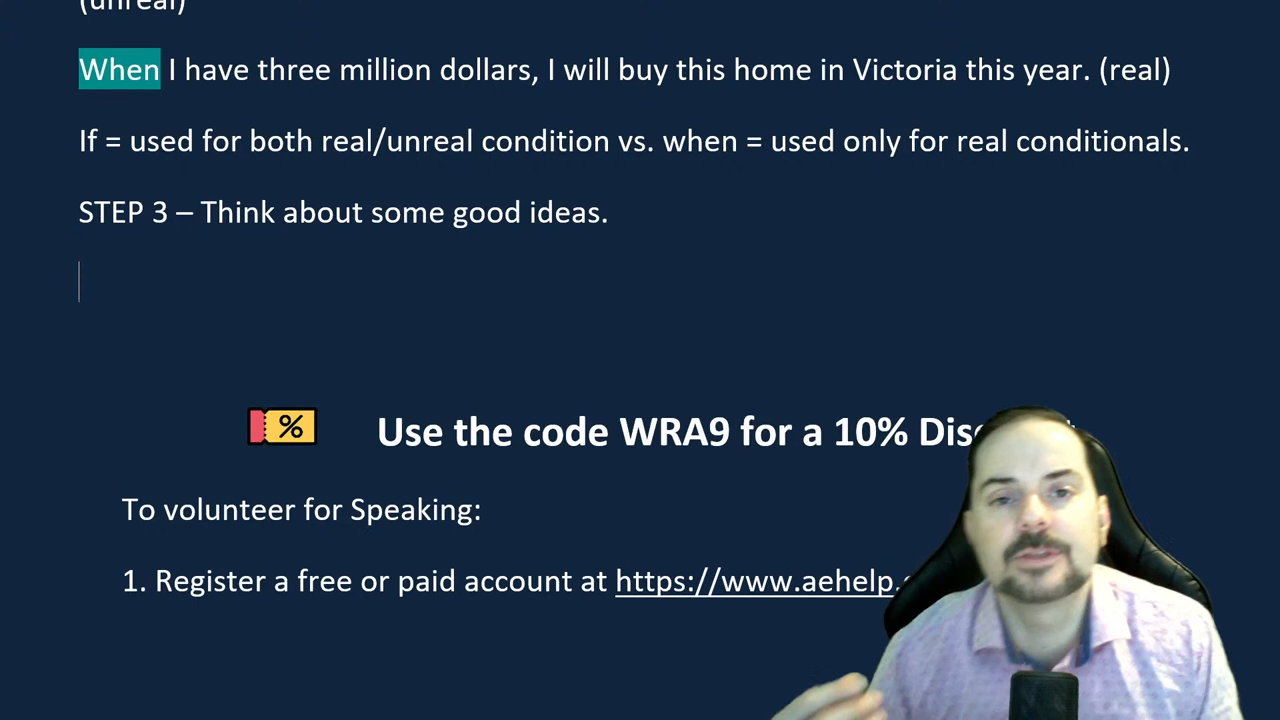 (unreal)
When I have three million dollars, I will buy this home in Victoria this year. (real)
If = used for both real/unreal condition vs. when = used only for real conditionals.
STEP 3 – Think about some good ideas.
% Use the code WRA9 for a 10%
To volunteer for Speaking:
1. Register a free or paid account at https://www.aehelp.